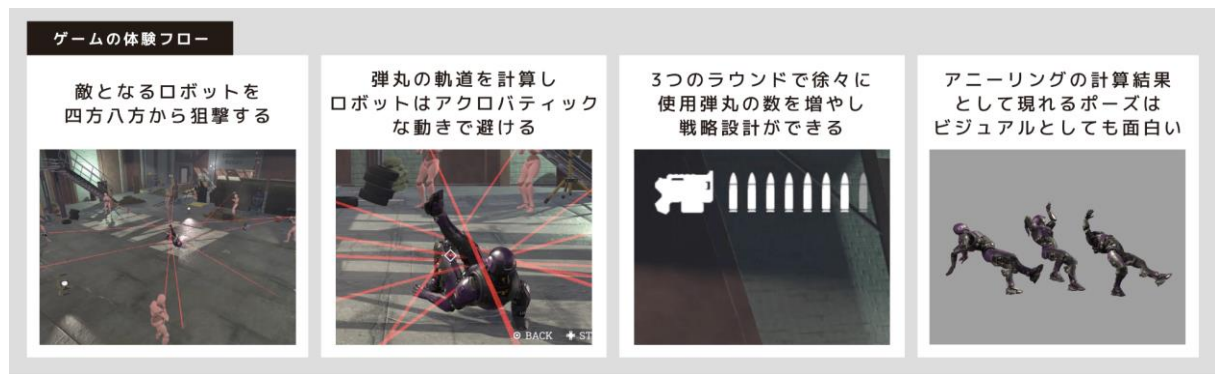 ゲームの体験フロー
敵となるロボットを
四方八方から狙撃する
弾丸の軌道を計算し
ロボットはアクロバティック
な動きで避ける
3つのラウンドで徐々に
使用弾丸の数を増やし
戦略設計ができる
アニーリングの計算結果
として現れるポーズは
ビジュアルとしても面白い
BACK ST